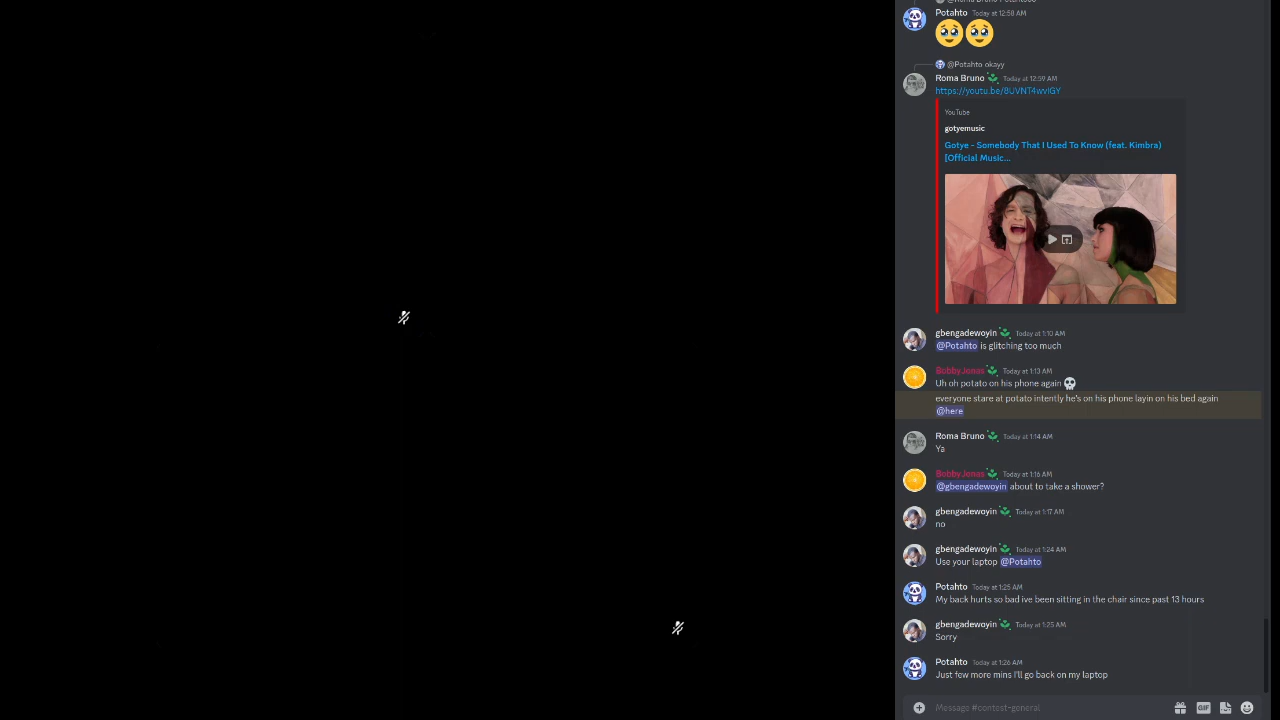 Potahto Today at 12:58 AM
@Potahto okayy
Roma Bruno Today at 12:59 AM
https://youtu.be/8UVNT4wvIGY
YouTube
gotyemusic
Gotye - Somebody That I Used To Know (feat. Kimbra)
[Official Music...
gbengadewoyin Today at 1:10 AM
@Potahto is glitching too much
BobbyJonas Today at 1:13 AM
Uh oh potato on his phone again
everyone stare at potato intently he's on his phone layin on his bed again
@here
Roma Bruno Today at 1:14 AM
Ya
BobbyJonas Today at 1:16 AM
@gbengadewoyin about to take a shower?
gbengadewoyin Today at 1:17 AM
no
gbengadewoyin Today at 1:24 AM
Use your laptop @Potahto
Potahto Today at 1:25 AM
My back hurts so bad ive been sitting in the chair since past 13 hours
gbengadewoyin Today at 1:25 AM
Sorry
Potahto Today at 1:26 AM
Just few more mins I'll go back on my laptop
Message #contest-general
GIF